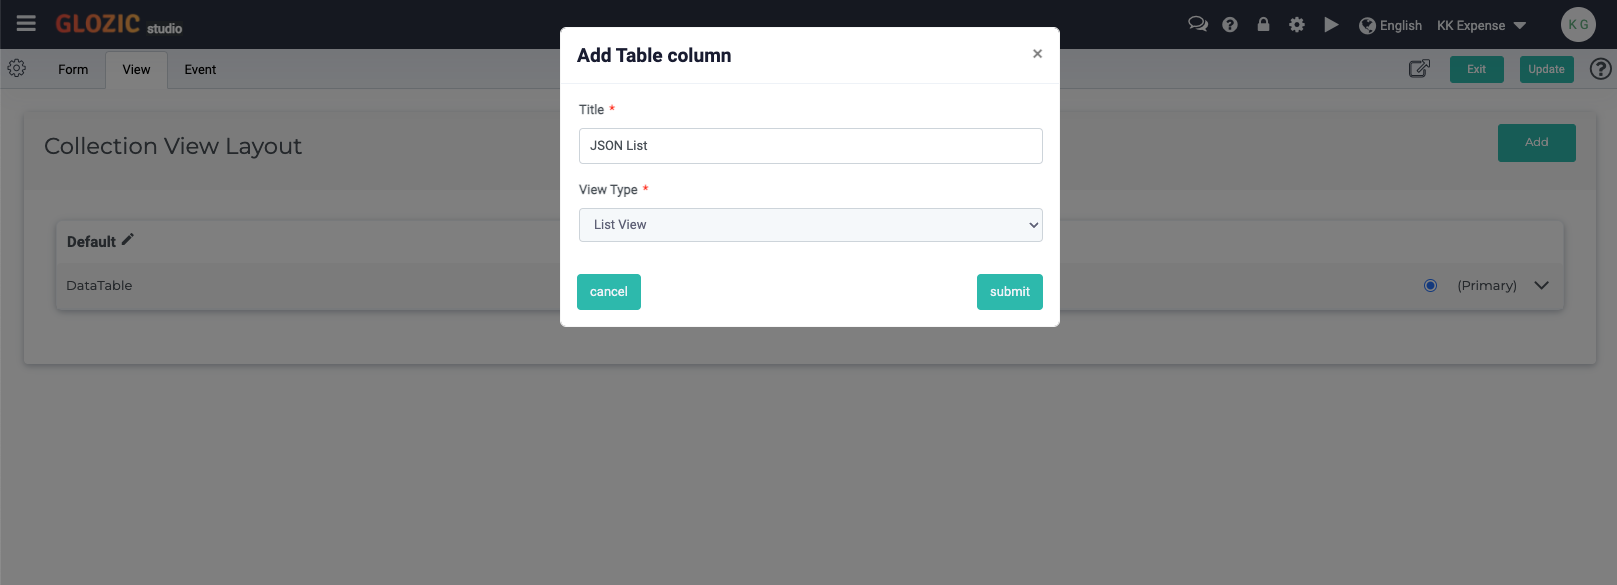 GLOZIC studio
English KK Expense K G
Form View Event
Exit Update
Add Table column
Title *
JSON List
View Type *
List View
cancel submit
Collection View Layout
Add
Default
DataTable (Primary)